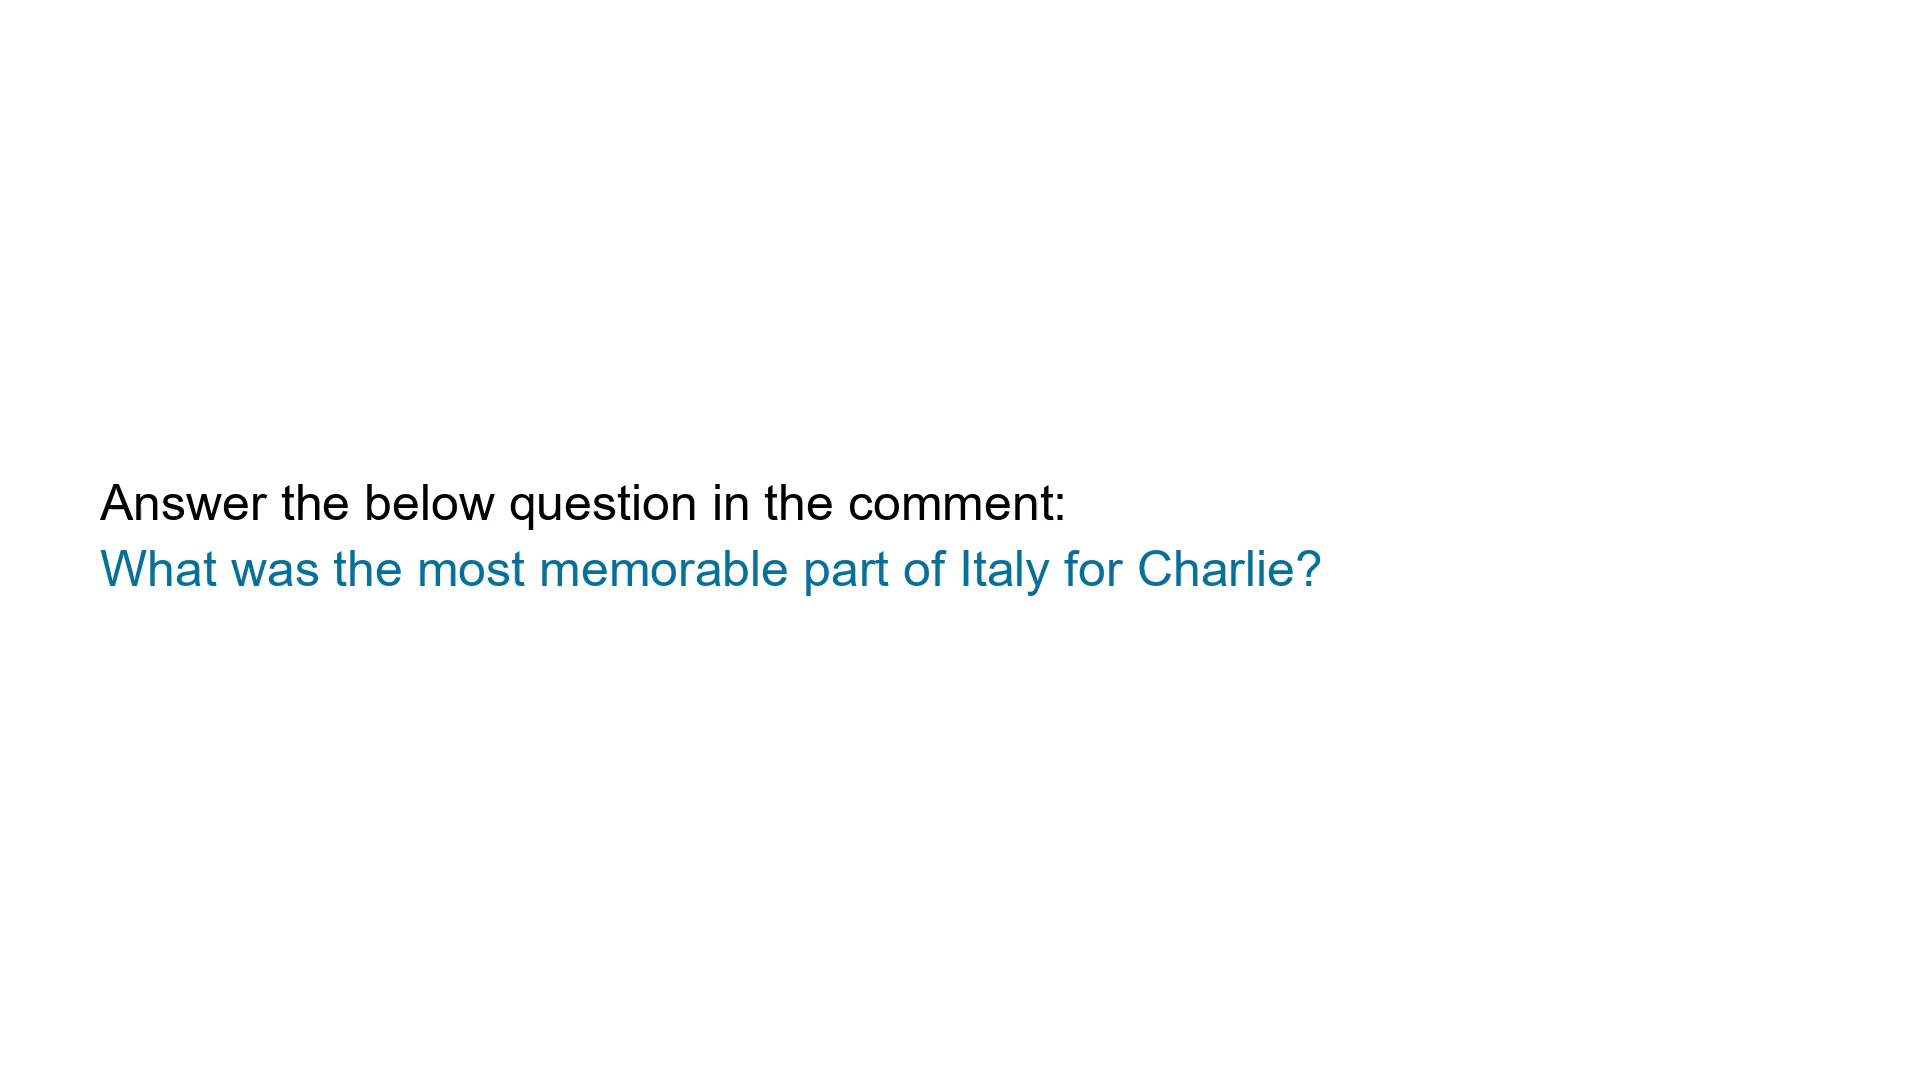 Answer the below question in the comment:
What was the most memorable part of Italy for Charlie?